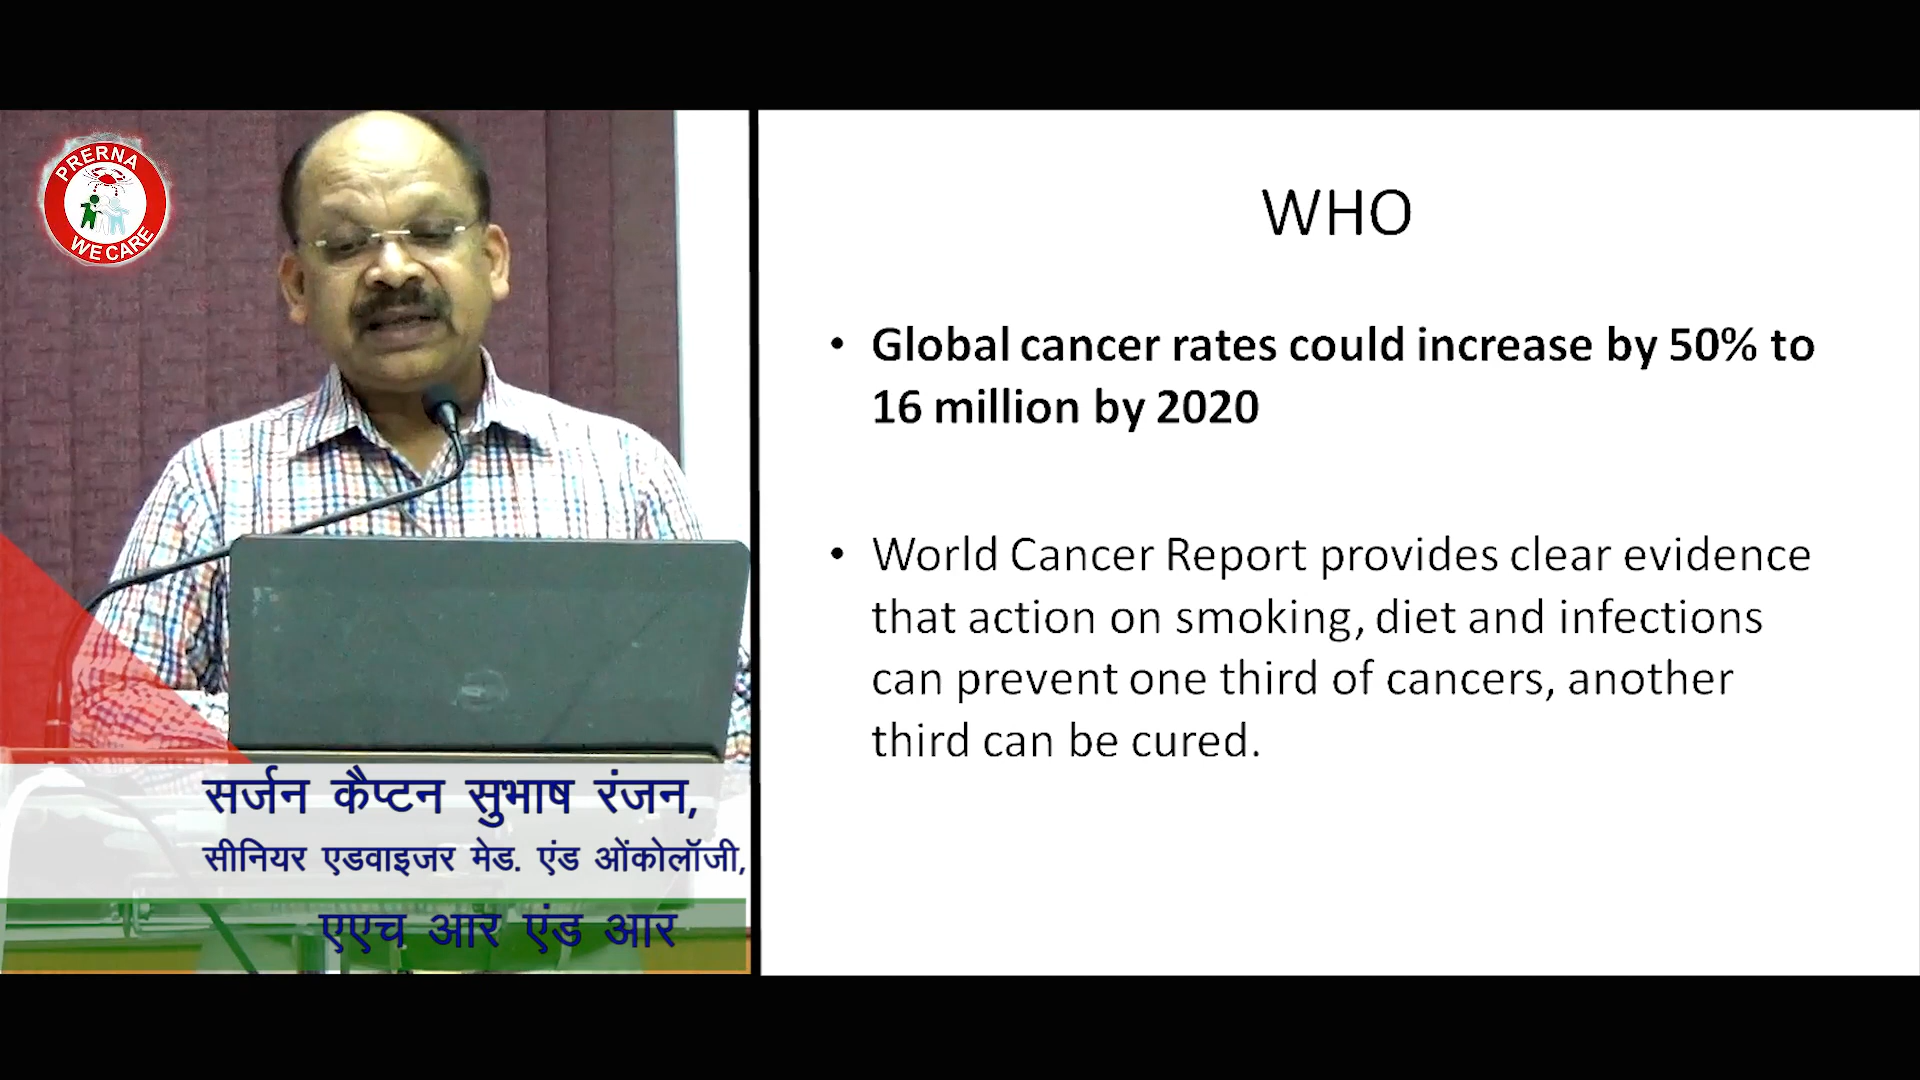 PRERNA
WE CARE
सर्जन कैप्टन सुभाष रंजन,
सीनियर एडवाइजर मेड. एंड ओंकोलॉजी,
एएच आर एंड आर
WHO
• Global cancer rates could increase by 50% to
16 million by 2020
• World Cancer Report provides clear evidence
that action on smoking, diet and infections
can prevent one third of cancers, another
third can be cured.